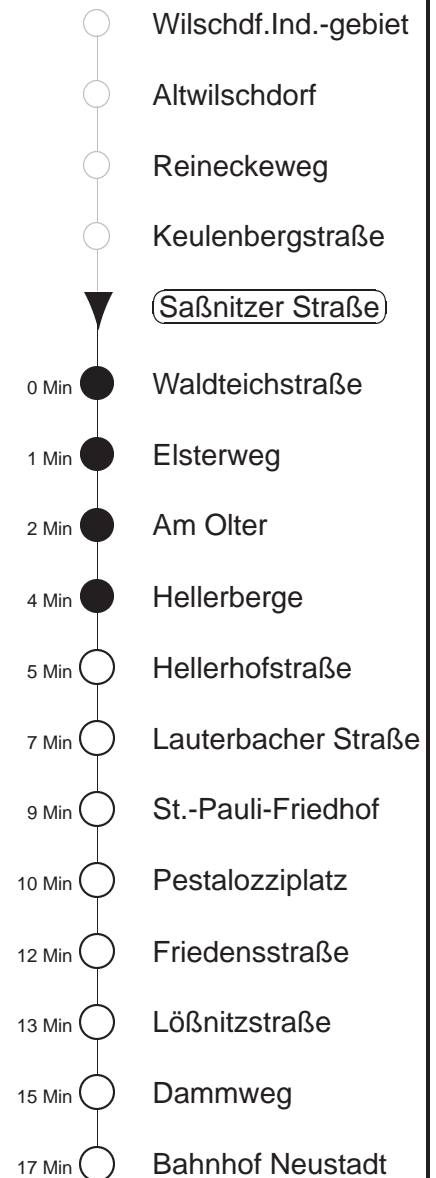 Wilschdf.Ind.-gebiet
Altwilschdorf
Reineckeweg
Keulenbergstraße
Saßnitzer Straße
0 Min Waldteichstraße
1 Min Elsterweg
2 Min Am Olter
4 Min Hellerberge
5 Min Hellerhofstraße
7 Min Lauterbacher Straße
9 Min St.-Pauli-Friedhof
10 Min Pestalozziplatz
12 Min Friedensstraße
13 Min Lößnitzstraße
15 Min Dammweg
17 Min Bahnhof Neustadt